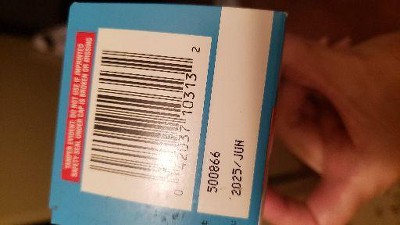 TAMPER EVIDENT: DO NOT USE IF IMPRINTED
SAFETY SEAL UNDER CAP IS BROKEN OR MISSING
0 42037 10313 2
500866
2025/JUN